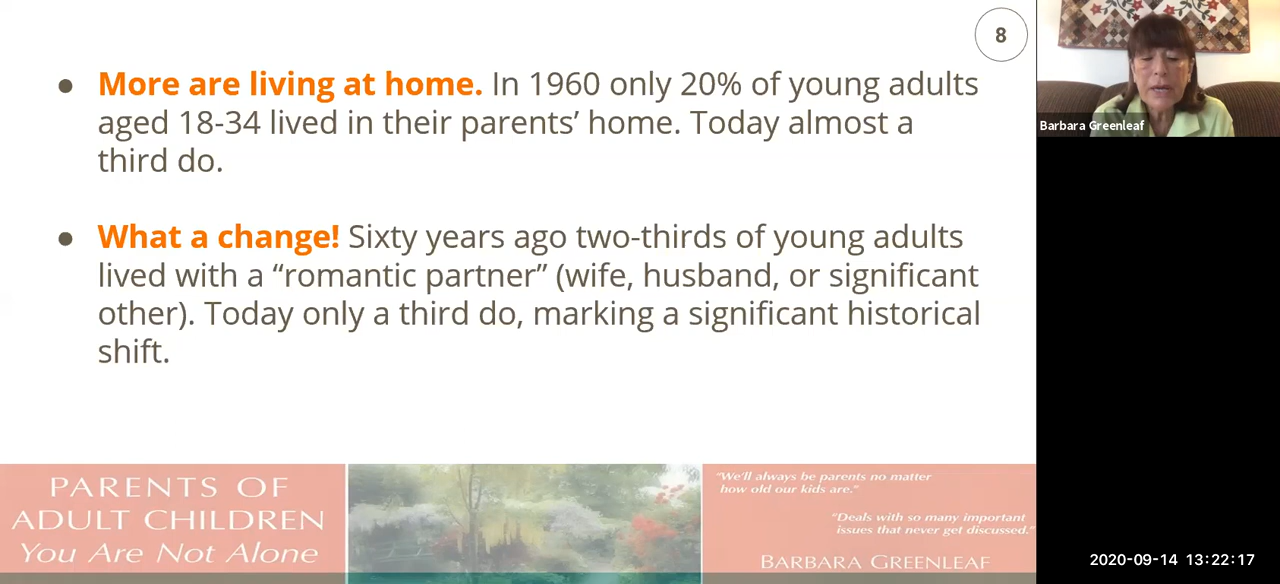 8
● More are living at home. In 1960 only 20% of young adults
aged 18-34 lived in their parents’ home. Today almost a
third do.
● What a change! Sixty years ago two-thirds of young adults
lived with a “romantic partner” (wife, husband, or significant
other). Today only a third do, marking a significant historical
shift.
PARENTS OF
ADULT CHILDREN
You Are Not Alone
“We’ll always be parents no matter
how old our kids are.”
“Deals with so many important
issues that never get discussed.”
BARBARA GREENLEAF
Barbara Greenleaf
2020-09-14 13:22:17